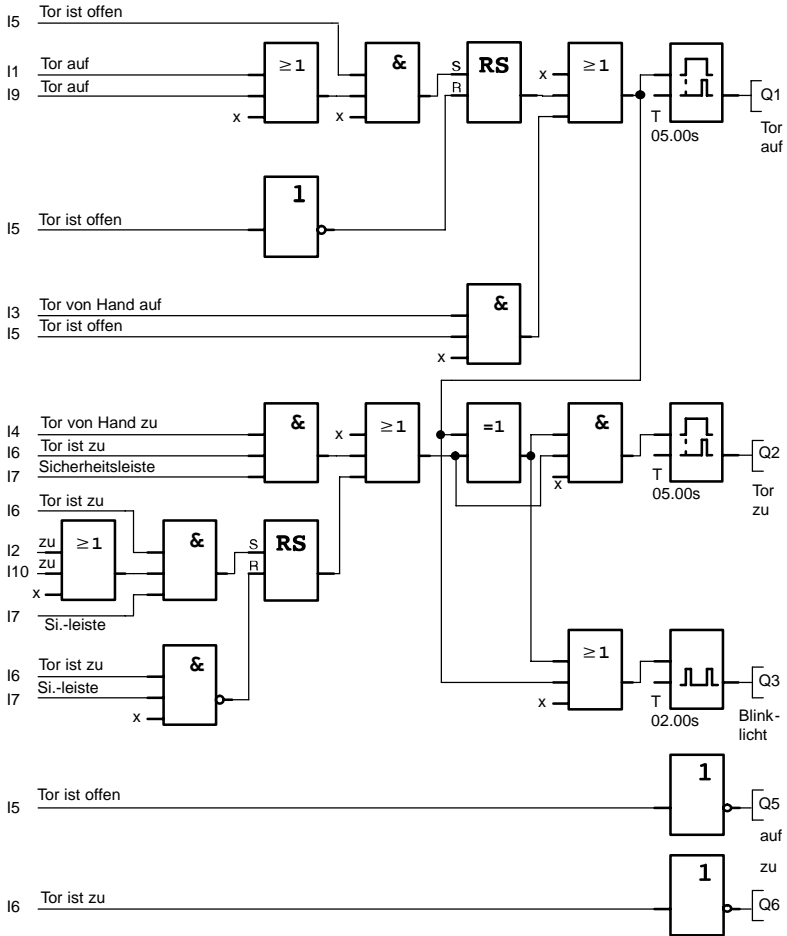 I5 Tor ist offen
I1 Tor auf
I9 Tor auf
x
≥1
x
&
S
R
RS
x
≥1
T
05.00s
Q1
Tor
auf
I5 Tor ist offen
1
I3 Tor von Hand auf
I5 Tor ist offen
x
&
I4 Tor von Hand zu
I6 Tor ist zu
I7 Sicherheitsleiste
&
x
≥1
=1
&
x
T
05.00s
Q2
Tor
zu
I6 Tor ist zu
I2 zu
I10 zu
x
≥1
&
S
R
RS
I7 Si.-leiste
I6 Tor ist zu
I7 Si.-leiste
x
&
≥1
x
T
02.00s
Q3
Blink-
licht
I5 Tor ist offen
1
Q5
auf
zu
I6 Tor ist zu
1
Q6